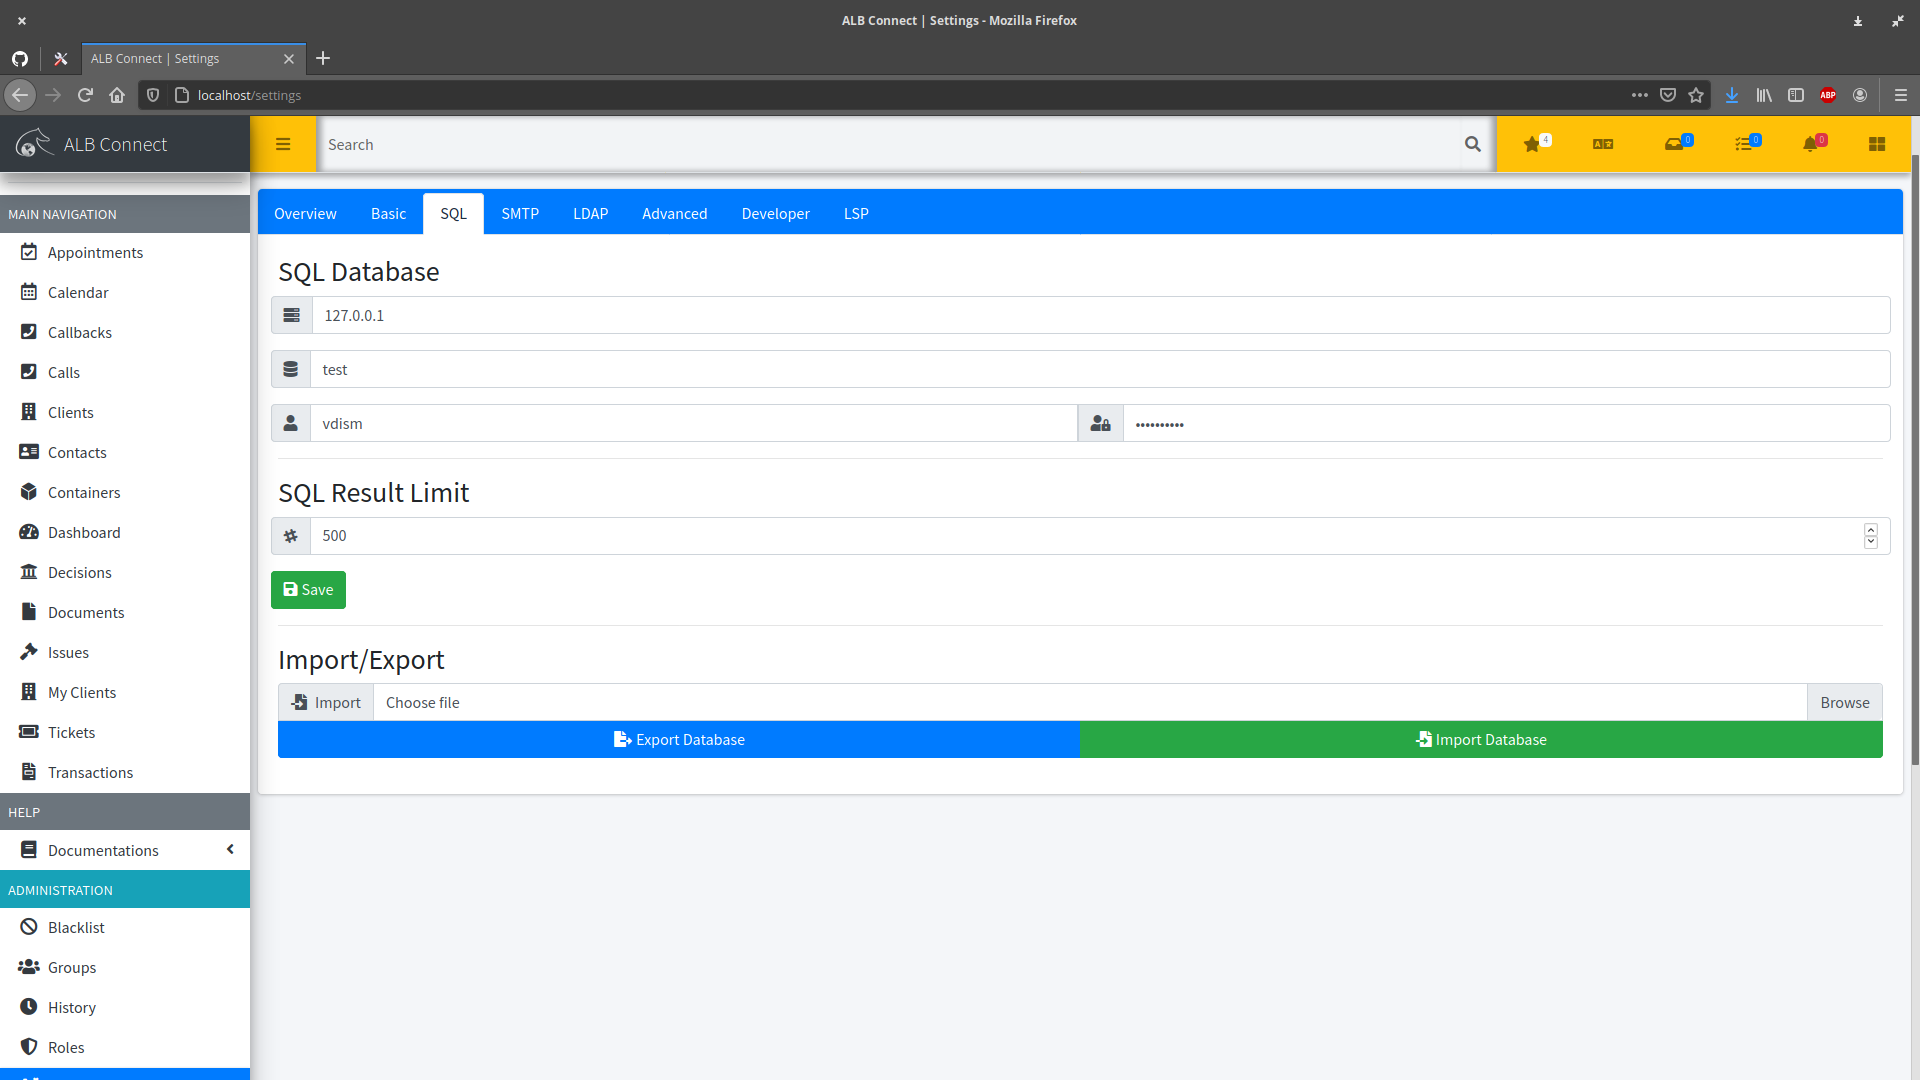 ALB Connect | Settings - Mozilla Firefox
ALB Connect | Settings
localhost/settings
ABP
ALB Connect
Search
4
A
0
0
0
MAIN NAVIGATION
Appointments
Calendar
Callbacks
Calls
Clients
Contacts
Containers
Dashboard
Decisions
Documents
Issues
My Clients
Tickets
Transactions
HELP
Documentations
ADMINISTRATION
Blacklist
Groups
History
Roles
Overview
Basic
SQL
SMTP
LDAP
Advanced
Developer
LSP
SQL Database
127.0.0.1
test
vdism
••••••••••
SQL Result Limit
500
Save
Import/Export
Import
Choose file
Browse
Export Database
Import Database